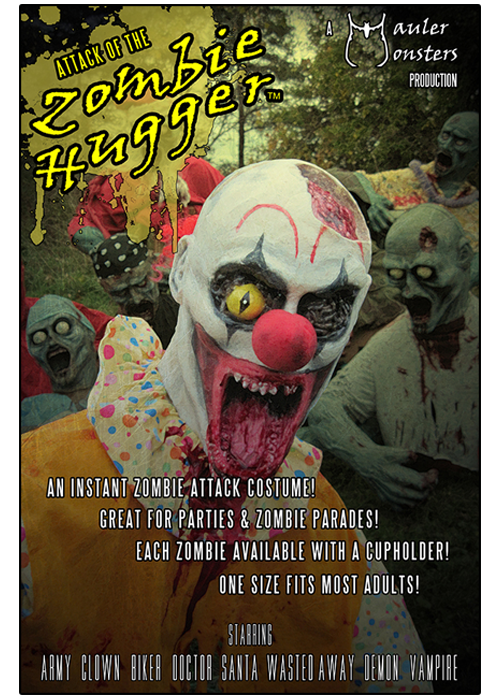 ATTACK OF THE
Zombie
Hugger™
A Mauler
Monsters
PRODUCTION
AN INSTANT ZOMBIE ATTACK COSTUME!
GREAT FOR PARTIES & ZOMBIE PARADES!
EACH ZOMBIE AVAILABLE WITH A CUPHOLDER!
ONE SIZE FITS MOST ADULTS!
STARRING
ARMY CLOWN BIKER DOCTOR SANTA WASTED AWAY DEMON VAMPIRE